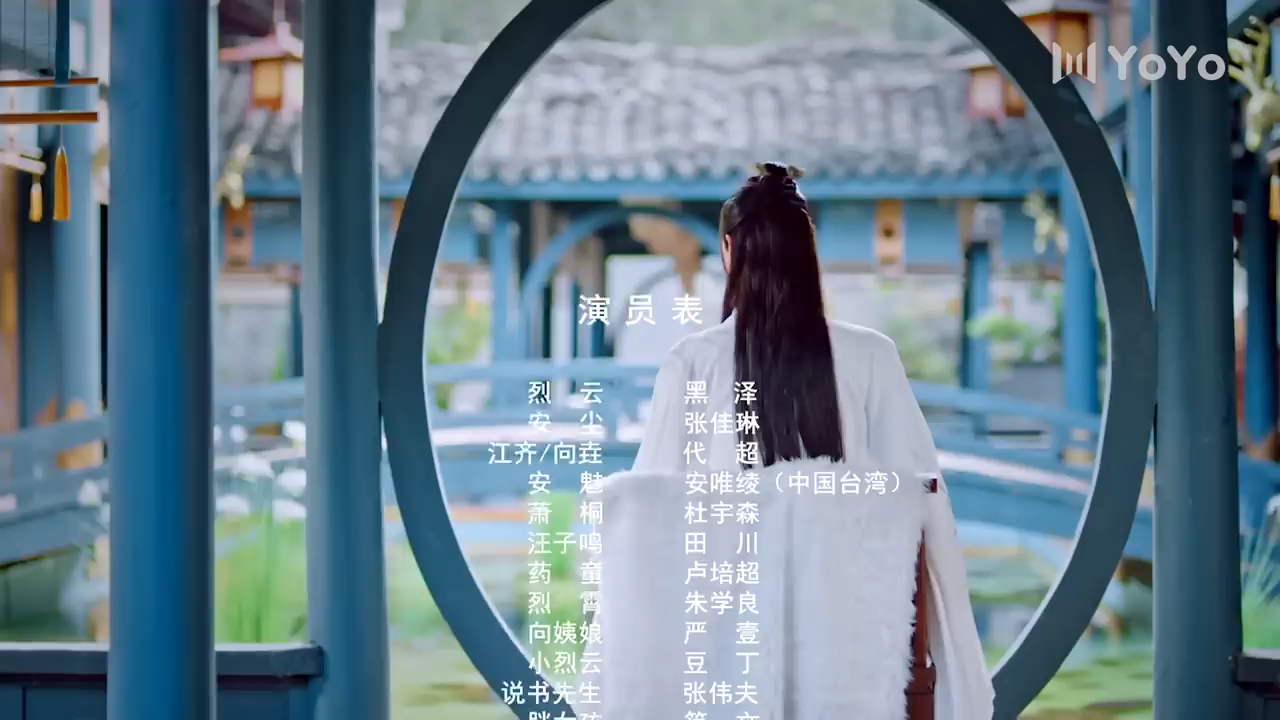 YoYo
演员表
烈 云 黑 泽
安 尘 张佳琳
江齐/向垚 代 超
安 魅 安唯绫（中国台湾）
萧 桐 杜宇森
汪子鸣 田 川
药 童 卢培超
烈 霄 朱学良
向姨娘 严 壹
小烈云 豆 丁
说书先生 张伟夫